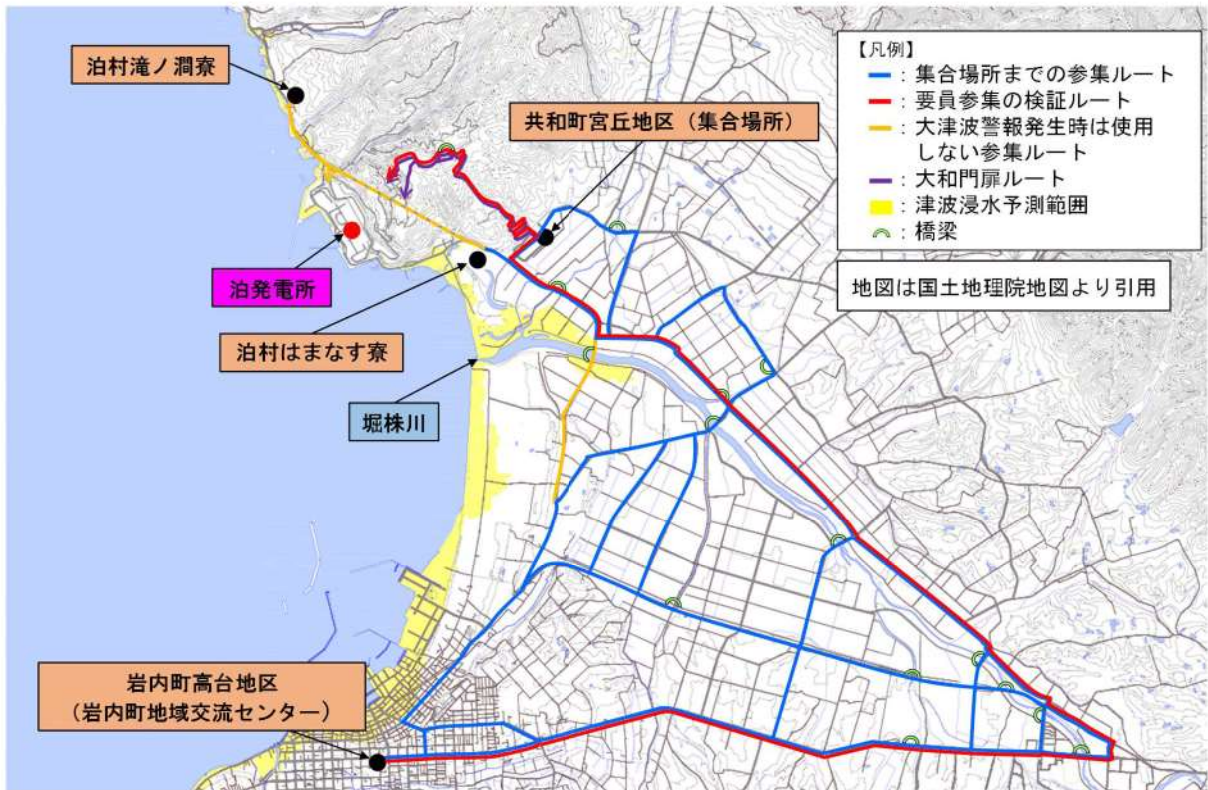 泊村滝ノ澗寮
共和町宮丘地区（集合場所）
【凡例】
：集合場所までの参集ルート
：要員参集の検証ルート
：大津波警報発生時は使用
しない参集ルート
：大和門扉ルート
：津波浸水予測範囲
：橋梁
地図は国土地理院地図より引用
泊発電所
泊村はまなす寮
堀株川
岩内町高台地区
（岩内町地域交流センター）